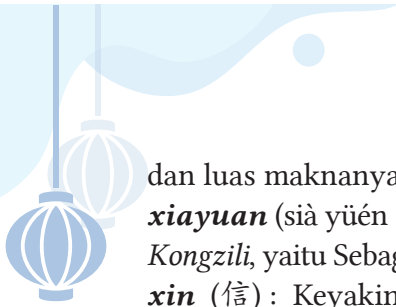 dan luas maknanya
xiayuan (sià yüén
Kongzili, yaitu Sebag
xin (信) : Keyakin